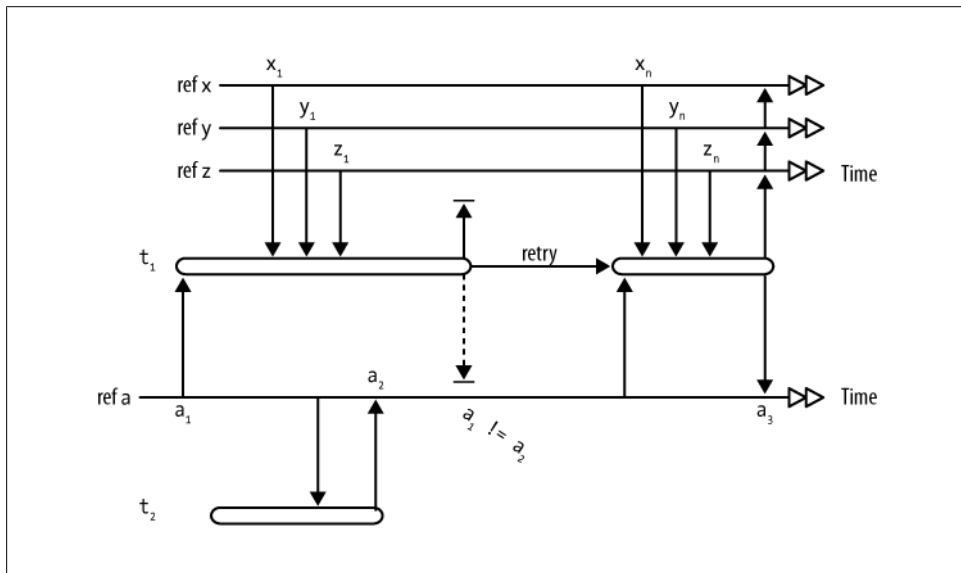 x₁ xₙ
ref x
y₁ yₙ
ref y
z₁ zₙ
ref z Time
t₁ retry
a₂
ref a Time
a₁ a₁ != a₂ a₃
t₂